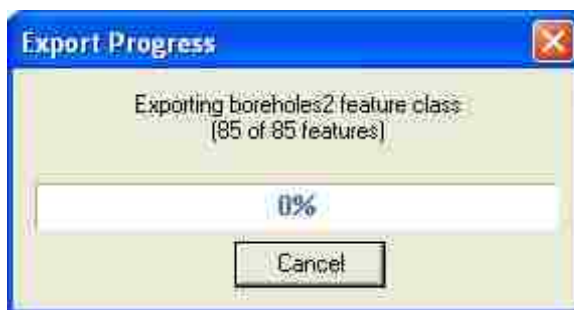 Export Progress
Exporting boreholes2 feature class
(85 of 85 features)
0%
Cancel